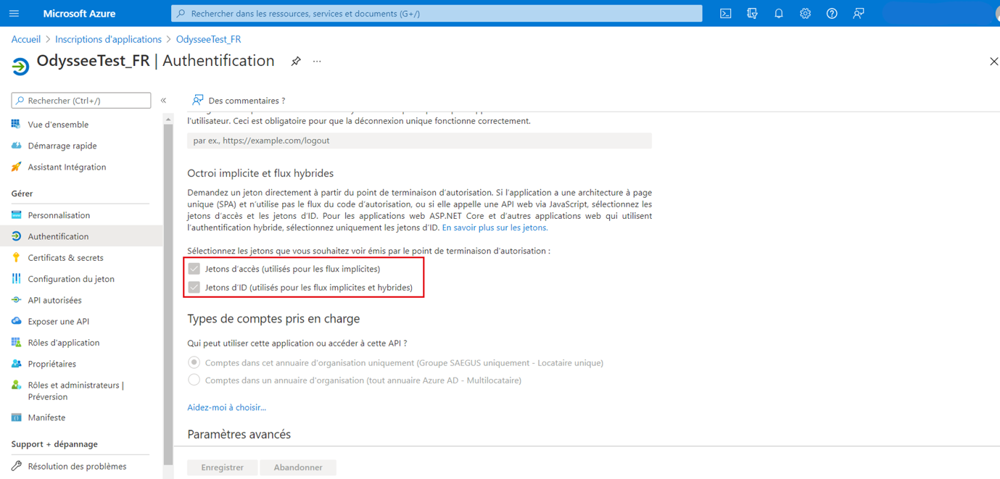 Microsoft Azure
Rechercher dans les ressources, services et documents (G+/)
Accueil > Inscriptions d'applications > OdysseeTest_FR
OdysseeTest_FR | Authentification
Rechercher (Ctrl+/)
«
Vue d'ensemble
Démarrage rapide
Assistant Intégration
Gérer
Personnalisation
Authentification
Certificats & secrets
Configuration du jeton
API autorisées
Exposer une API
Rôles d'application
Propriétaires
Rôles et administrateurs |
Préversion
Manifeste
Support + dépannage
Résolution des problèmes
Des commentaires ?
l'utilisateur. Ceci est obligatoire pour que la déconnexion unique fonctionne correctement.
par ex., https://example.com/logout
Octroi implicite et flux hybrides
Demandez un jeton directement à partir du point de terminaison d'autorisation. Si l'application a une architecture à page
unique (SPA) et n'utilise pas le flux du code d'autorisation, ou si elle appelle une API web via JavaScript, sélectionnez les
jetons d'accès et les jetons d'ID. Pour les applications web ASP.NET Core et d'autres applications web qui utilisent
l'authentification hybride, sélectionnez uniquement les jetons d'ID. En savoir plus sur les jetons.
Sélectionnez les jetons que vous souhaitez voir émis par le point de terminaison d'autorisation :
Jetons d'accès (utilisés pour les flux implicites)
Jetons d'ID (utilisés pour les flux implicites et hybrides)
Types de comptes pris en charge
Qui peut utiliser cette application ou accéder à cette API ?
Comptes dans cet annuaire d'organisation uniquement (Groupe SAEGUS uniquement - Locataire unique)
Comptes dans un annuaire d'organisation (tout annuaire Azure AD - Multilocataire)
Aidez-moi à choisir...
Paramètres avancés
Enregistrer
Abandonner